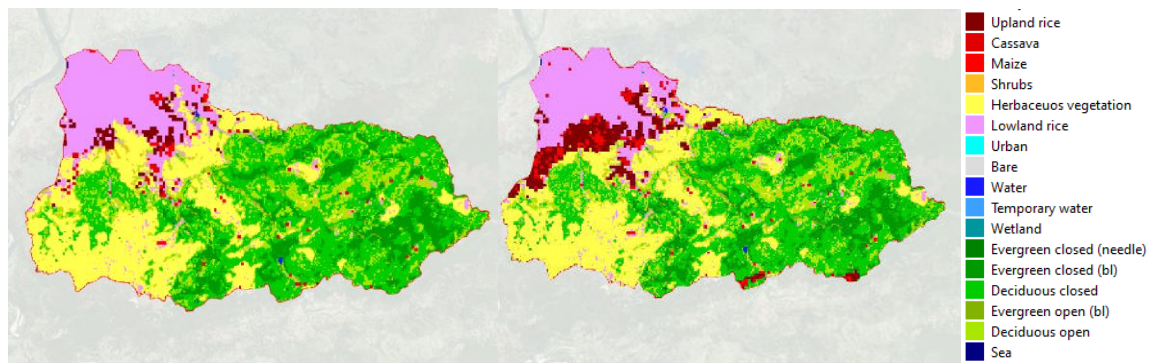 Upland rice
Cassava
Maize
Shrubs
Herbaceuos vegetation
Lowland rice
Urban
Bare
Water
Temporary water
Wetland
Evergreen closed (needle)
Evergreen closed (bl)
Deciduous closed
Evergreen open (bl)
Deciduous open
Sea